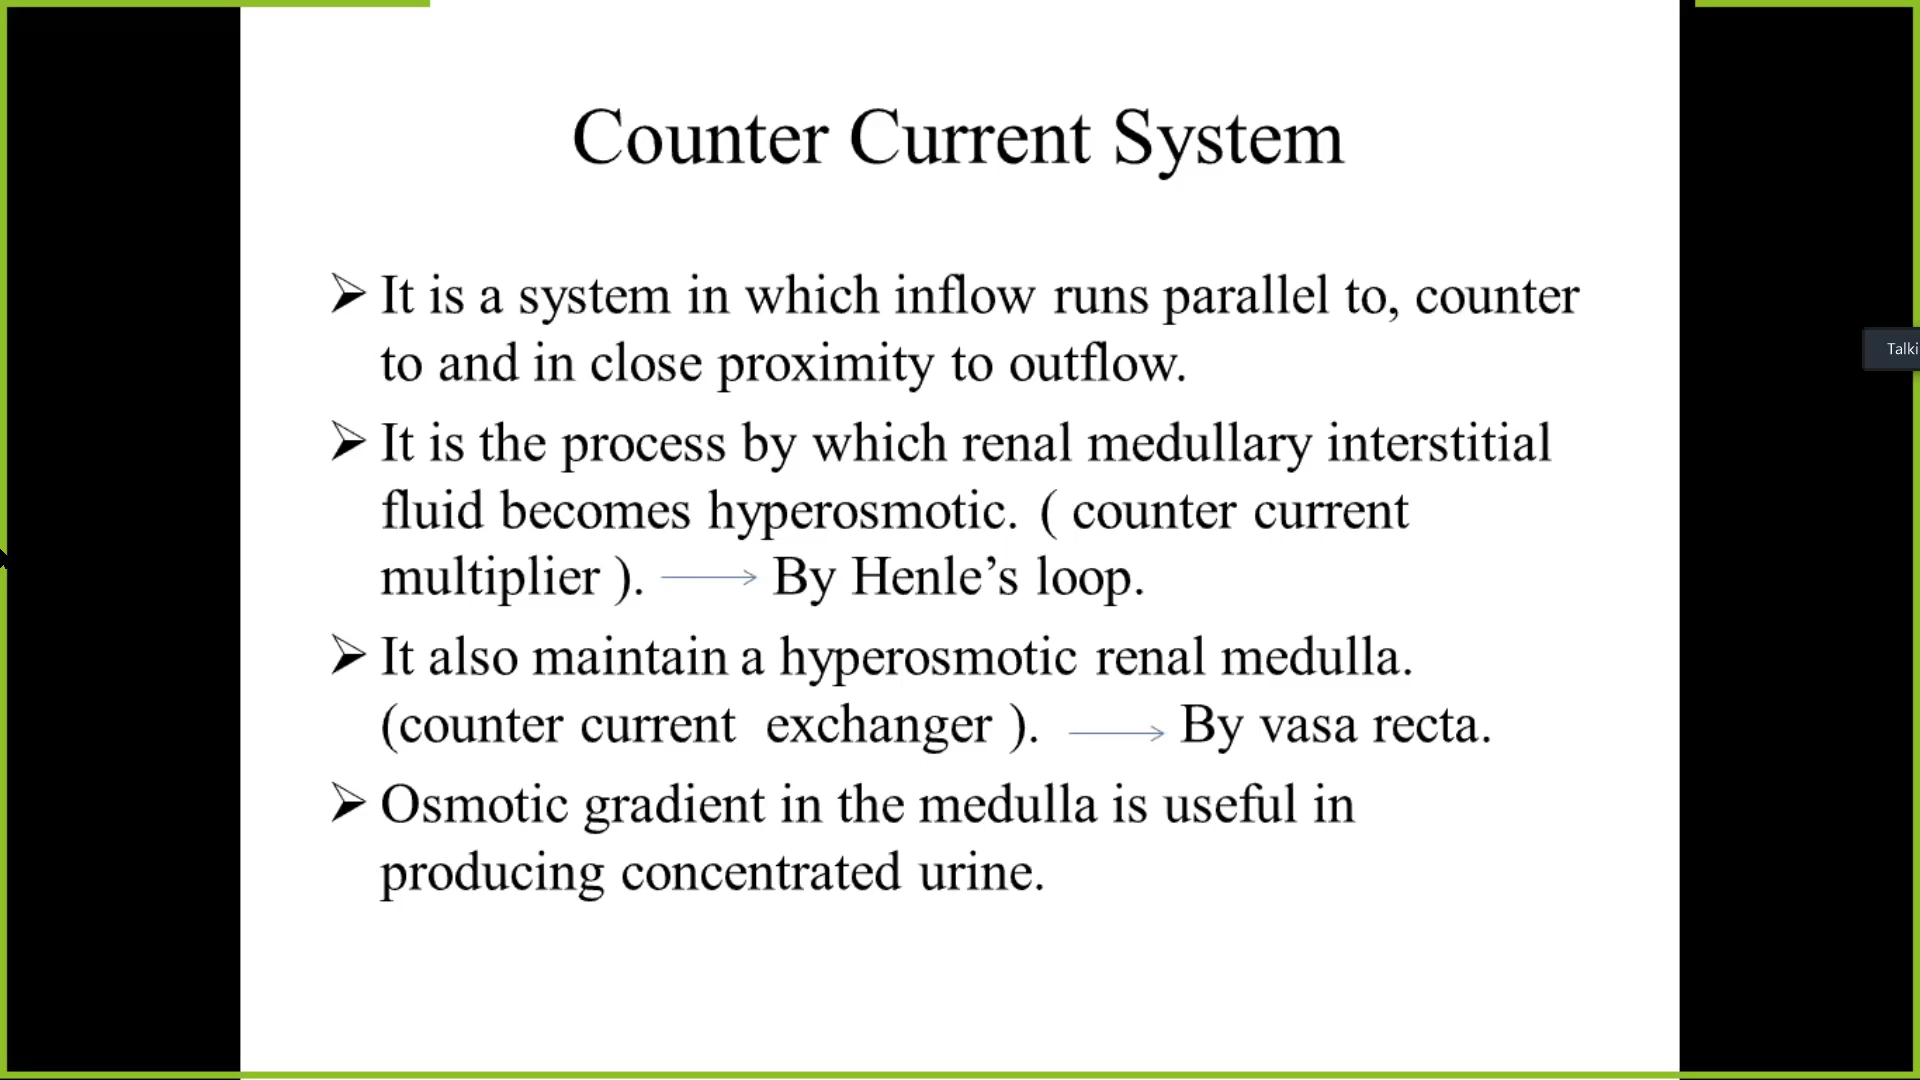 Counter Current System
➢ It is a system in which inflow runs parallel to, counter
to and in close proximity to outflow.
➢ It is the process by which renal medullary interstitial
fluid becomes hyperosmotic. ( counter current
multiplier ). → By Henle’s loop.
➢ It also maintain a hyperosmotic renal medulla.
(counter current exchanger ). → By vasa recta.
➢ Osmotic gradient in the medulla is useful in
producing concentrated urine.
Talki